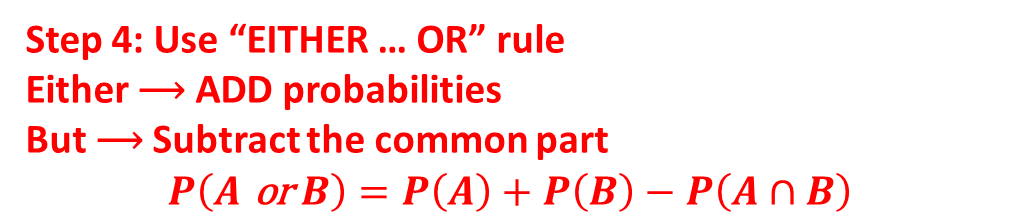 Step 4: Use “EITHER … OR” rule
Either ⟶ ADD probabilities
But ⟶ Subtract the common part
P(A or B) = P(A) + P(B) − P(A ∩ B)